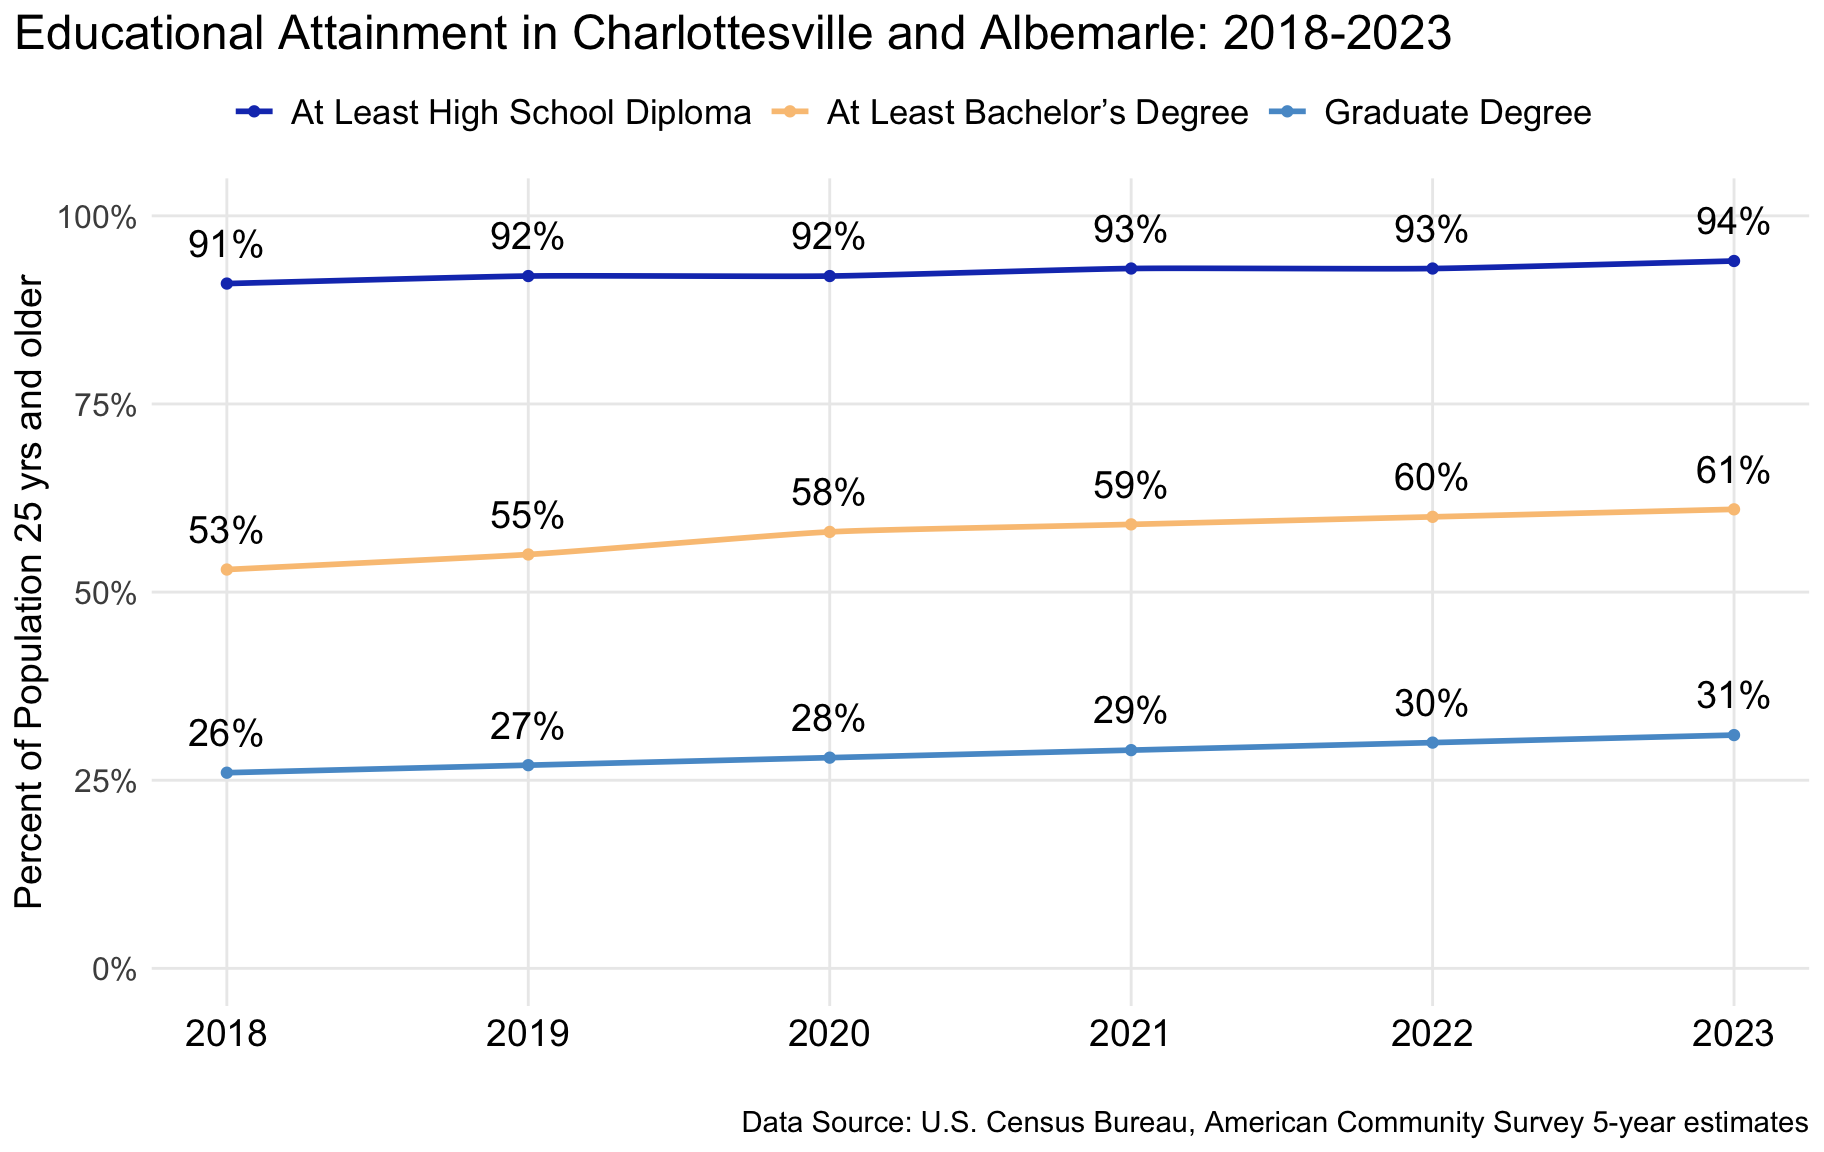 Educational Attainment in Charlottesville and Albemarle: 2018-2023
At Least High School Diploma At Least Bachelor’s Degree Graduate Degree
Percent of Population 25 yrs and older
100%
75%
50%
25%
0%
91% 92% 92% 93% 93% 94%
53% 55% 58% 59% 60% 61%
26% 27% 28% 29% 30% 31%
2018 2019 2020 2021 2022 2023
Data Source: U.S. Census Bureau, American Community Survey 5-year estimates